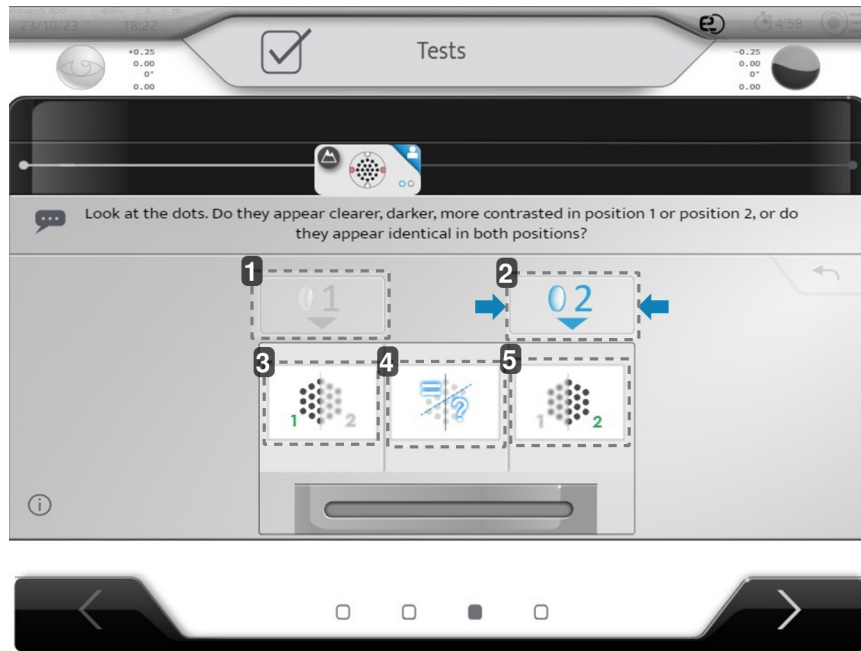 23/10/23 18:22
Tests
4'58
+0.25
0.00
0°
0.00
-0.25
0.00
0°
0.00
Look at the dots. Do they appear clearer, darker, more contrasted in position 1 or position 2, or do
they appear identical in both positions?
1 2
1 2
3 4 5
1 2 = ? 1 2
i